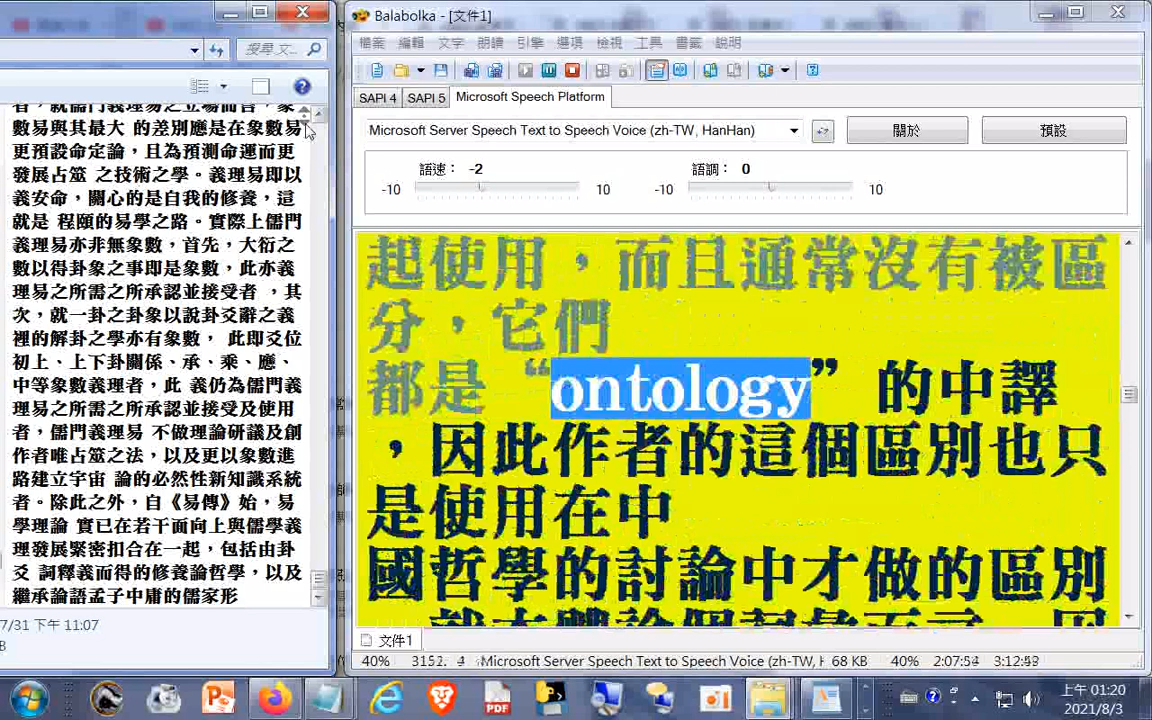 搜尋 文...
者，就儒門義理易之立場而言，象
數易與其最大 的差別應是在象數易
更預設命定論，且為預測命運而更
發展占筮 之技術之學。義理易即以
義安命，關心的是自我的修養，這
就是 程頤的易學之路。實際上儒門
義理易亦非無象數，首先，大衍之
數以得卦象之事即是象數，此亦義
理易之所需之所承認並接受者 ，其
次，就一卦之卦象以說卦爻辭之義
裡的解卦之學亦有象數， 此即爻位
初上、上下卦關係、承、乘、應、
中等象數義理者，此 義仍為儒門義
理易之所需之所承認並接受及使用
者，儒門義理易 不做理論研議及創
作者唯占筮之法，以及更以象數進
路建立宇宙 論的必然性新知識系統
者。除此之外，自《易傳》始，易
學理論 實已在若干面向上與儒學義
理發展緊密扣合在一起，包括由卦
爻 詞釋義而得的修養論哲學，以及
繼承論語孟子中庸的儒家形
7/31 下午 11:07
B
Balabolka - [文件1]
檔案 編輯 文字 朗讀 引擎 選項 檢視 工具 書籤 說明
SAPI 4 SAPI 5 Microsoft Speech Platform
Microsoft Server Speech Text to Speech Voice (zh-TW, HanHan) 關於 預設
語速： -2 語調： 0
-10 10 -10 10
起使用，而且通常沒有被區
分，它們
都是 “ontology” 的中譯
，因此作者的這個區別也只
是使用在中
國哲學的討論中才做的區別
文件1
40% 3152. 4 Microsoft Server Speech Text to Speech Voice (zh-TW, H 68 KB 40% 2:07:54
上午 01:20
2021/8/3